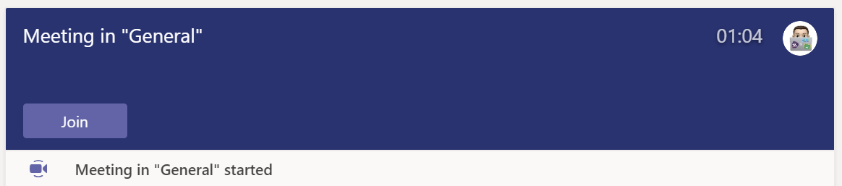 Meeting in "General" 01:04
Join
Meeting in "General" started